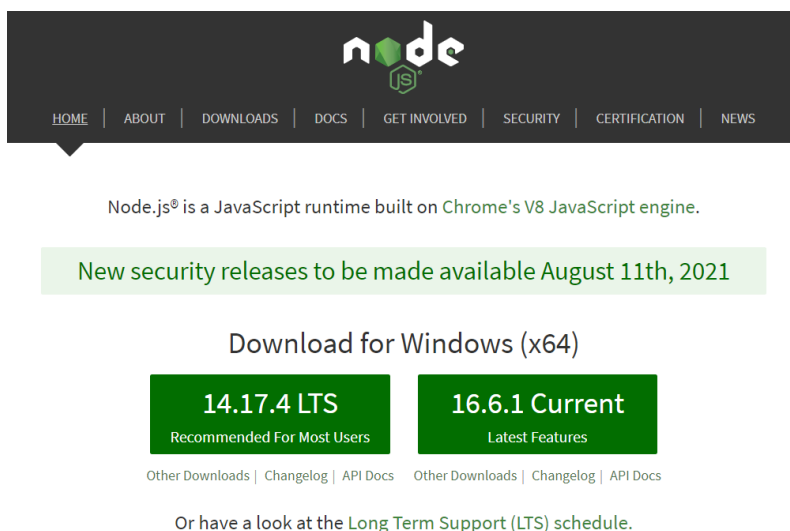 node
JS®
HOME | ABOUT | DOWNLOADS | DOCS | GET INVOLVED | SECURITY | CERTIFICATION | NEWS
Node.js® is a JavaScript runtime built on Chrome's V8 JavaScript engine.
New security releases to be made available August 11th, 2021
Download for Windows (x64)
14.17.4 LTS 16.6.1 Current
Recommended For Most Users Latest Features
Other Downloads | Changelog | API Docs Other Downloads | Changelog | API Docs
Or have a look at the Long Term Support (LTS) schedule.